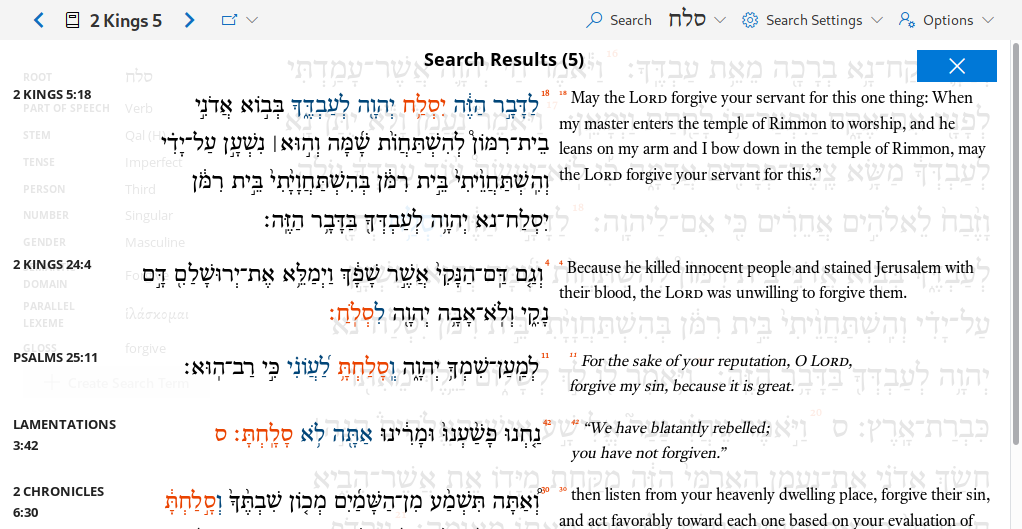 2 Kings 5
Search סלח Search Settings Options
Search Results (5)
ROOT סלח
PART OF SPEECH Verb
STEM Qal (H)
TENSE Imperfect
PERSON Third
NUMBER Singular
GENDER Masculine
DOMAIN
PARALLEL LEXEME ἱλάσκομαι
GLOSS forgive
+ Create Search Term
2 KINGS 5:18
18 לַדָּבָ֤ר הַזֶּה֙ יִסְלַ֣ח יְהוָ֣ה לְעַבְדֶּ֔ךָ בְּב֣וֹא אֲדֹנִ֣י
בֵית־רִמּוֹן֩ לְהִשְׁתַּחֲוֺ֨ת שָׁ֜מָּה וְה֣וּא׀ נִשְׁעָ֣ן עַל־יָדִ֗י
וְהִֽשְׁתַּחֲוֵ֙יתִי֙ בֵּ֣ית רִמֹּ֔ן בְּהִשְׁתַּחֲוָיָ֙תִי֙ בֵּ֣ית רִמֹּ֔ן
יִסְלַח־נא יְהוָ֥ה לְעַבְדְּךָ֖ בַּדָּבָ֥ר הַזֶּֽה׃
18 May the LORD forgive your servant for this one thing: When
my master enters the temple of Rimmon to worship, and he
leans on my arm and I bow down in the temple of Rimmon, may
the LORD forgive your servant for this.”
2 KINGS 24:4
4 וְגַ֤ם דַּֽם־הַנָּקִי֙ אֲשֶׁ֣ר שָׁפָ֔ךְ וַיְמַלֵּ֥א אֶת־יְרוּשָׁלִַ֖ם דָּ֣ם
נָקִ֑י וְלֹֽא־אָבָ֥ה יְהוָ֖ה לִסְלֹֽחַ׃
4 Because he killed innocent people and stained Jerusalem with
their blood, the LORD was unwilling to forgive them.
PSALMS 25:11
11 לְמַֽעַן־שִׁמְךָ֥ יְהוָ֑ה וְֽסָלַחְתָּ֥ לַ֝עֲוֺנִ֗י כִּ֣י רַב־הֽוּא׃
11 For the sake of your reputation, O LORD,
forgive my sin, because it is great.
LAMENTATIONS
3:42
42 נַ֤חְנוּ פָשַׁ֙עְנוּ֙ וּמָרִ֔ינוּ אַתָּ֖ה לֹ֥א סָלָֽחְתָּ׃ ס
42 “We have blatantly rebelled;
you have not forgiven.”
2 CHRONICLES
6:30
30 וְ֠אַתָּה תִּשְׁמַ֨ע מִן־הַשָּׁמַ֜יִם מְכ֤וֹן שִׁבְתֶּ֙ךָ֙ וְסָ֣לַחְתָּ֔
30 then listen from your heavenly dwelling place, forgive their sin,
and act favorably toward each one based on your evaluation of